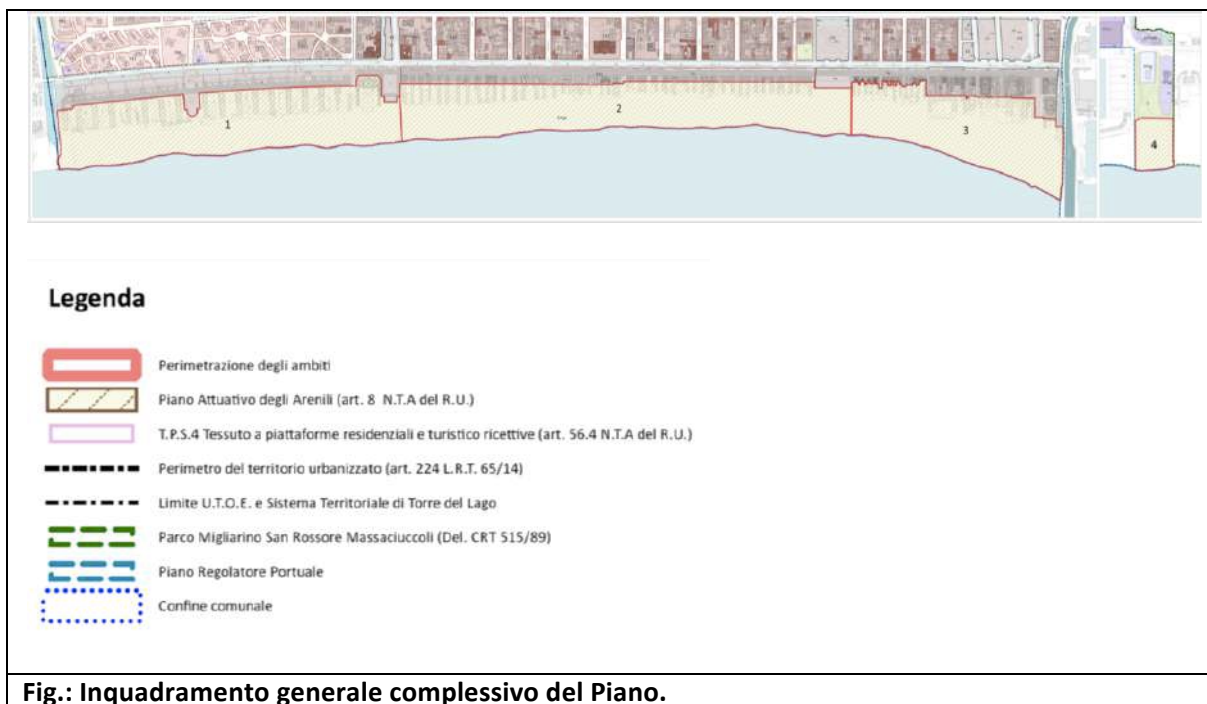 1
2
3
4
Legenda
Perimetrazione degli ambiti
Piano Attuativo degli Arenili (art. 8 N.T.A del R.U.)
T.P.S.4 Tessuto a piattaforme residenziali e turistico ricettive (art. 56.4 N.T.A del R.U.)
Perimetro del territorio urbanizzato (art. 224 L.R.T. 65/14)
Limite U.T.O.E. e Sistema Territoriale di Torre del Lago
Parco Migliarino San Rossore Massaciuccoli (Del. CRT 515/89)
Piano Regolatore Portuale
Confine comunale
Fig.: Inquadramento generale complessivo del Piano.